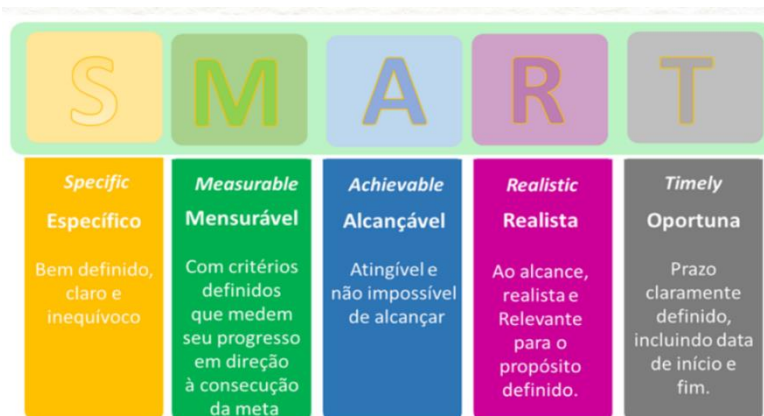 S M A R T
Specific
Específico
Bem definido,
claro e
inequívoco
Measurable
Mensurável
Com critérios
definidos
que medem
seu progresso
em direção
à consecução
da meta
Achievable
Alcançável
Atingível e
não impossível
de alcançar
Realistic
Realista
Ao alcance,
realista e
Relevante
para o
propósito
definido.
Timely
Oportuna
Prazo
claramente
definido,
incluindo data
de início e
fim.